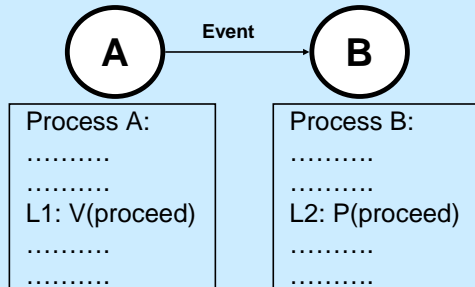 Event
A
B
Process A:
……….
……….
L1: V(proceed)
……….
……….
Process B:
……….
……….
L2: P(proceed)
……….
……….